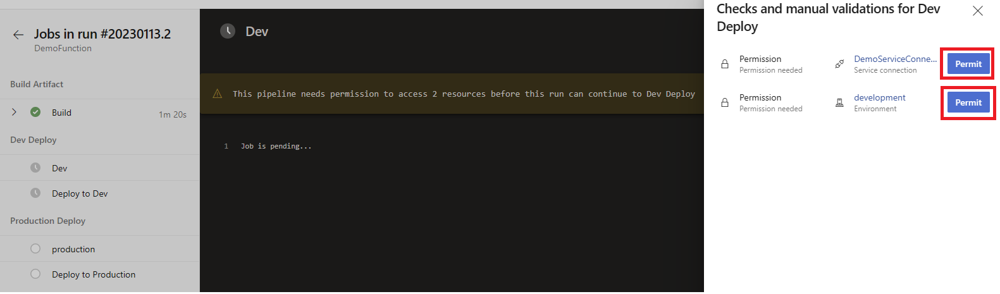 Jobs in run #20230113.2
DemoFunction
Build Artifact
Build
1m 20s
Dev Deploy
Dev
Deploy to Dev
Production Deploy
production
Deploy to Production
Dev
This pipeline needs permission to access 2 resources before this run can continue to Dev Deploy
1 Job is pending...
Checks and manual validations for Dev
Deploy
Permission
Permission needed
DemoServiceConne...
Service connection
Permit
Permission
Permission needed
development
Environment
Permit